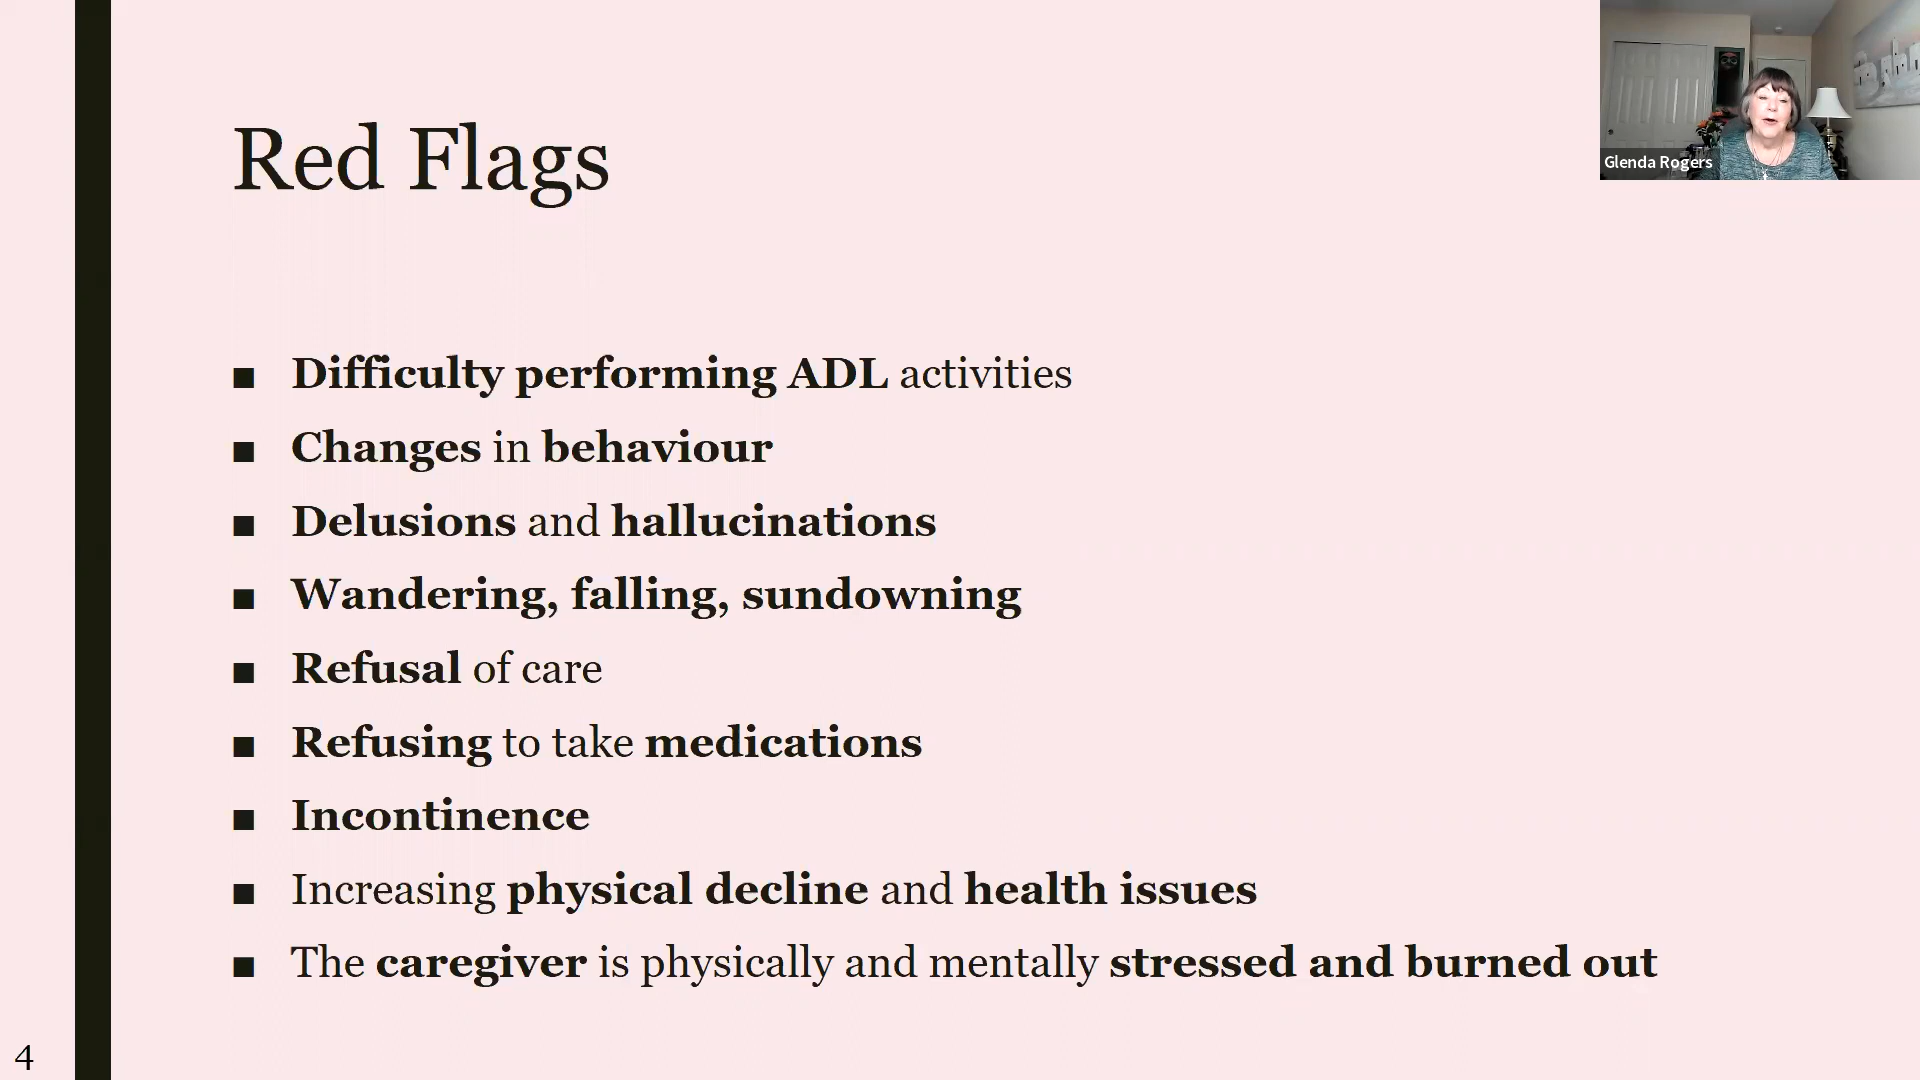 Red Flags
Glenda Rogers
■ Difficulty performing ADL activities
■ Changes in behaviour
■ Delusions and hallucinations
■ Wandering, falling, sundowning
■ Refusal of care
■ Refusing to take medications
■ Incontinence
■ Increasing physical decline and health issues
■ The caregiver is physically and mentally stressed and burned out
4